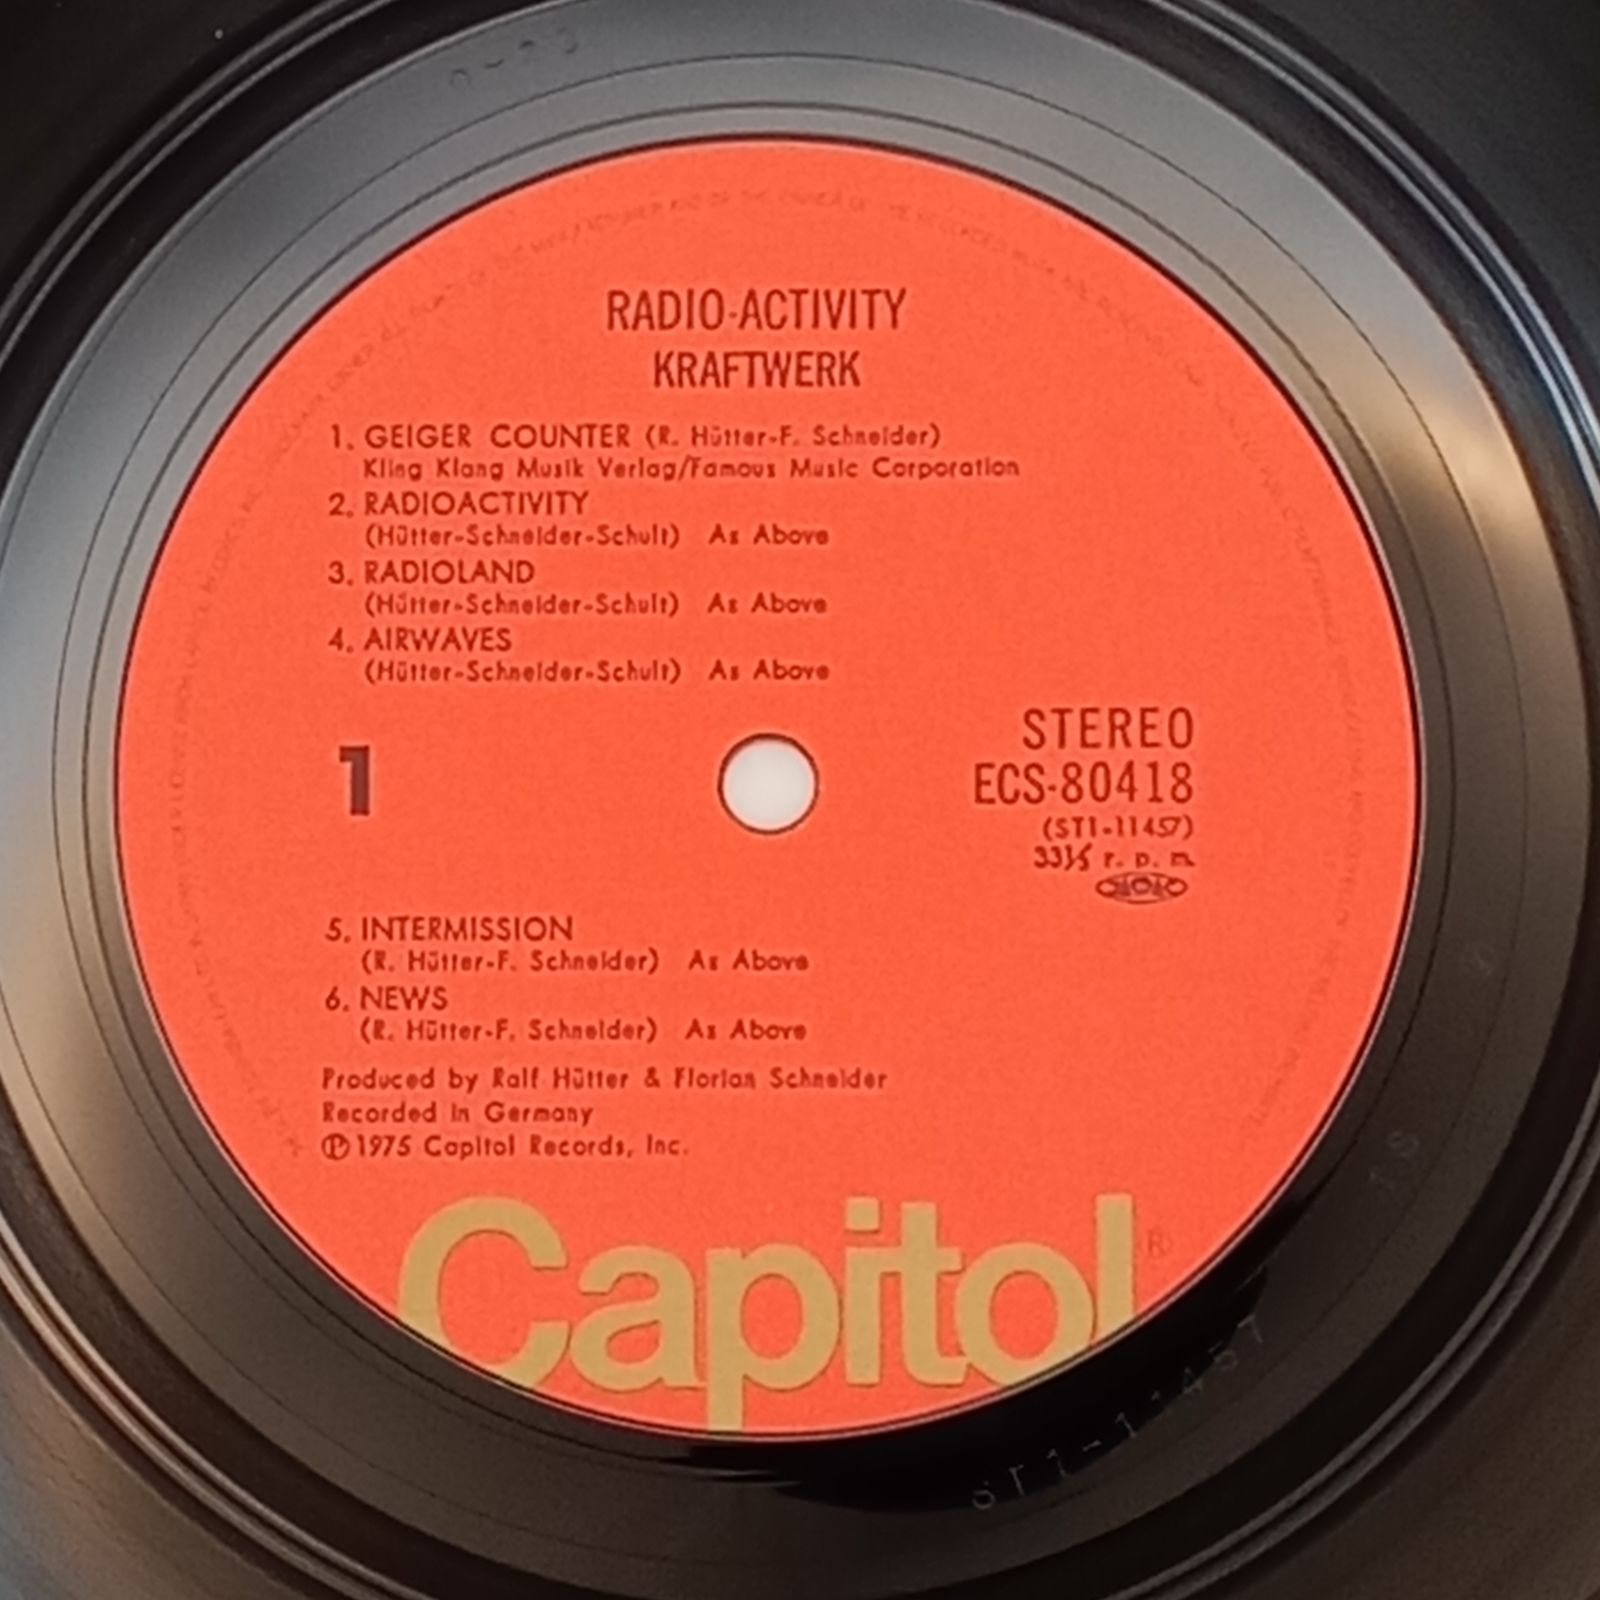 RADIO-ACTIVITY
KRAFTWERK
1. GEIGER COUNTER (R. Hütter-F. Schneider)
Kling Klang Musik Verlag/Famous Music Corporation
2. RADIOACTIVITY
(Hütter-Schneider-Schult) As Above
3. RADIOLAND
(Hütter-Schneider-Schult) As Above
4. AIRWAVES
(Hütter-Schneider-Schult) As Above
1
STEREO
ECS-80418
(ST1-11457)
33⅓ r. p. m.
5. INTERMISSION
(R. Hütter-F. Schneider) As Above
6. NEWS
(R. Hütter-F. Schneider) As Above
Produced by Ralf Hütter & Florian Schneider
Recorded in Germany
Ⓟ 1975 Capitol Records, Inc.
Capitol®
ST1-11457